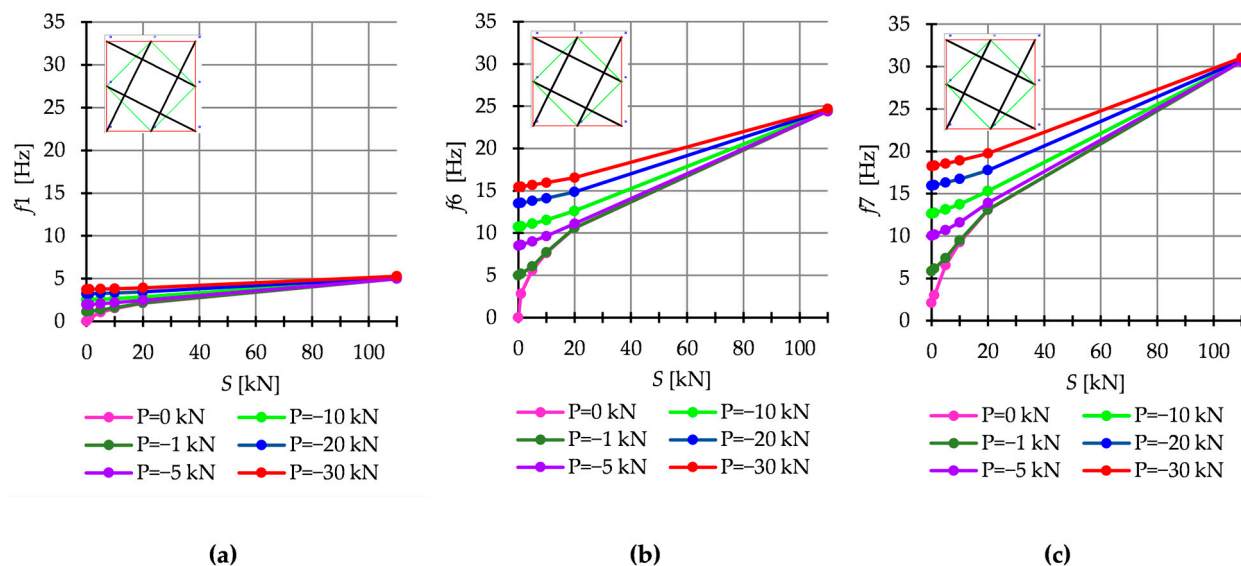 35
30
25
20
15
10
5
0
f1 [Hz]
0 20 40 60 80 100
S [kN]
P=0 kN P=−10 kN
P=−1 kN P=−20 kN
P=−5 kN P=−30 kN
(a)
35
30
25
20
15
10
5
0
f6 [Hz]
0 20 40 60 80 100
S [kN]
P=0 kN P=−10 kN
P=−1 kN P=−20 kN
P=−5 kN P=−30 kN
(b)
35
30
25
20
15
10
5
0
f7 [Hz]
0 20 40 60 80 100
S [kN]
P=0 kN P=−10 kN
P=−1 kN P=−20 kN
P=−5 kN P=−30 kN
(c)